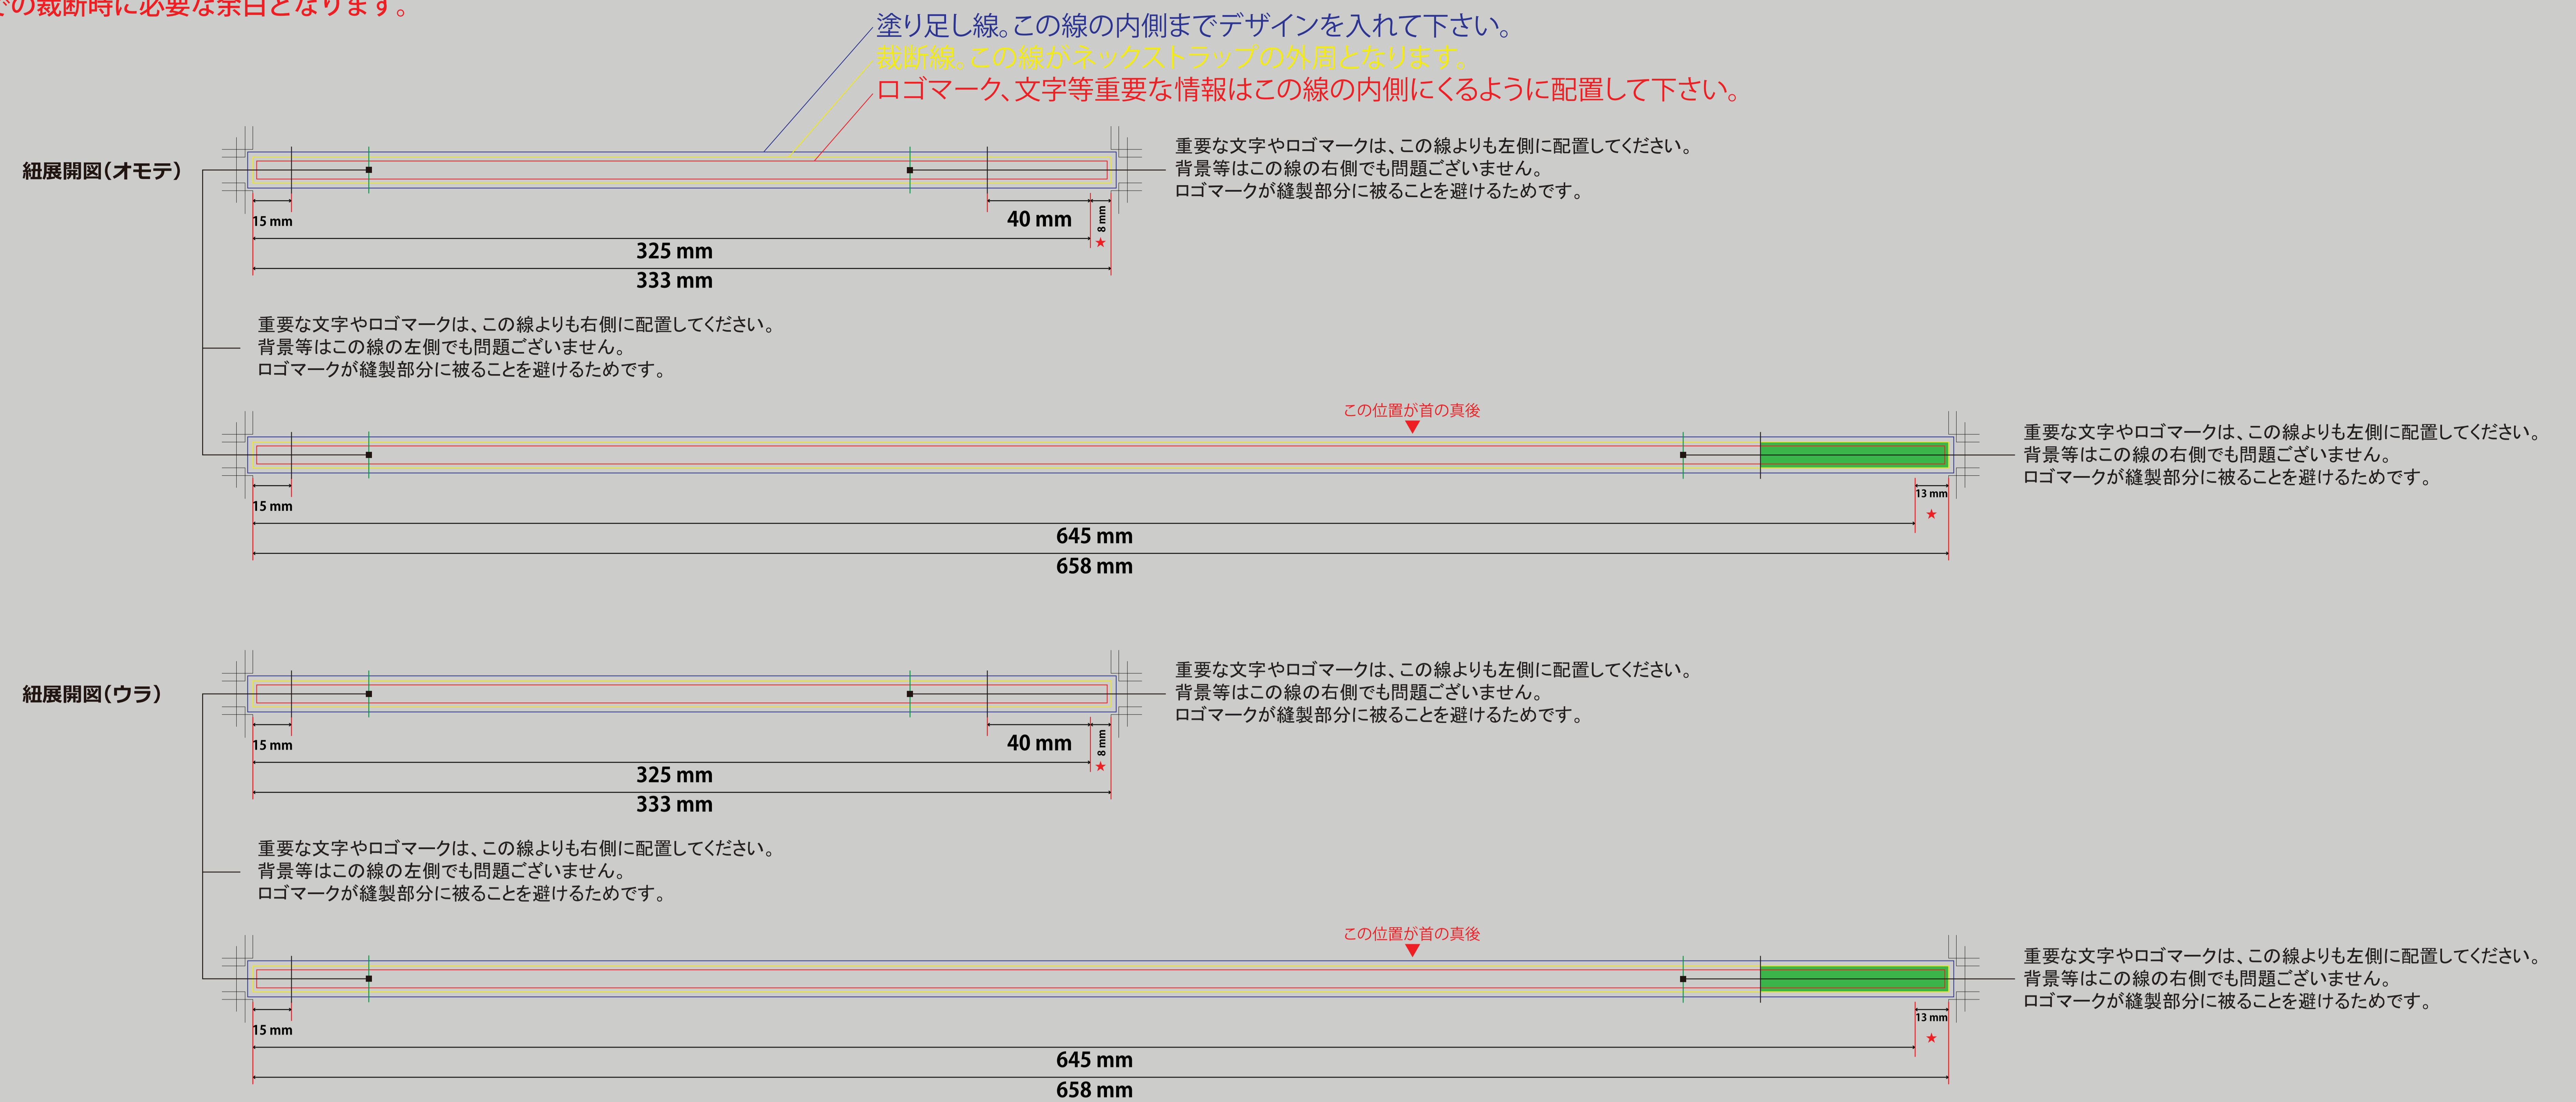 での裁断時に必要な余白となります。
塗り足し線。この線の内側までデザインを入れて下さい。
裁断線。この線がネックストラップの外周となります。
ロゴマーク、文字等重要な情報はこの線の内側にくるように配置して下さい。
紐展開図(オモテ)
重要な文字やロゴマークは、この線よりも左側に配置してください。
背景等はこの線の右側でも問題ございません。
ロゴマークが縫製部分に被ることを避けるためです。
15 mm
40 mm
8 mm
★
325 mm
333 mm
重要な文字やロゴマークは、この線よりも右側に配置してください。
背景等はこの線の左側でも問題ございません。
ロゴマークが縫製部分に被ることを避けるためです。
この位置が首の真後
重要な文字やロゴマークは、この線よりも左側に配置してください。
背景等はこの線の右側でも問題ございません。
ロゴマークが縫製部分に被ることを避けるためです。
15 mm
13 mm
★
645 mm
658 mm
紐展開図(ウラ)
重要な文字やロゴマークは、この線よりも左側に配置してください。
背景等はこの線の右側でも問題ございません。
ロゴマークが縫製部分に被ることを避けるためです。
15 mm
40 mm
8 mm
★
325 mm
333 mm
重要な文字やロゴマークは、この線よりも右側に配置してください。
背景等はこの線の左側でも問題ございません。
ロゴマークが縫製部分に被ることを避けるためです。
この位置が首の真後
重要な文字やロゴマークは、この線よりも左側に配置してください。
背景等はこの線の右側でも問題ございません。
ロゴマークが縫製部分に被ることを避けるためです。
15 mm
13 mm
★
645 mm
658 mm